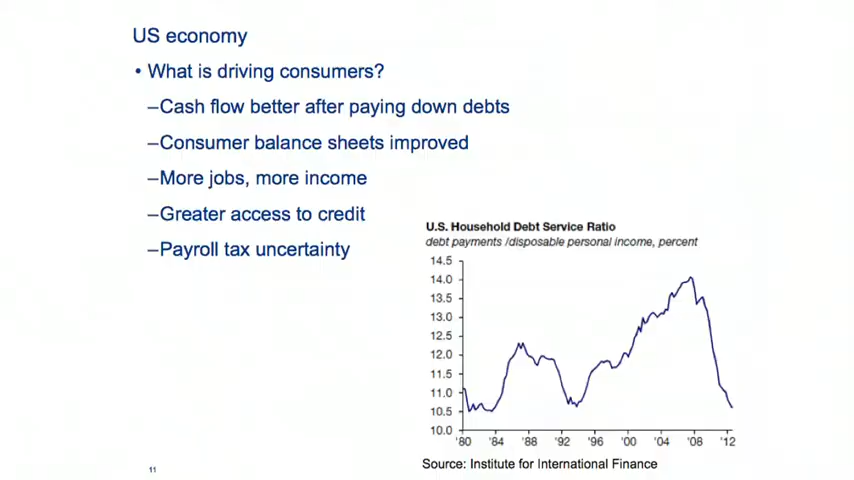 US economy
• What is driving consumers?
–Cash flow better after paying down debts
–Consumer balance sheets improved
–More jobs, more income
–Greater access to credit
–Payroll tax uncertainty
U.S. Household Debt Service Ratio
debt payments /disposable personal income, percent
14.5
14.0
13.5
13.0
12.5
12.0
11.5
11.0
10.5
10.0
'80 '84 '88 '92 '96 '00 '04 '08 '12
Source: Institute for International Finance
11